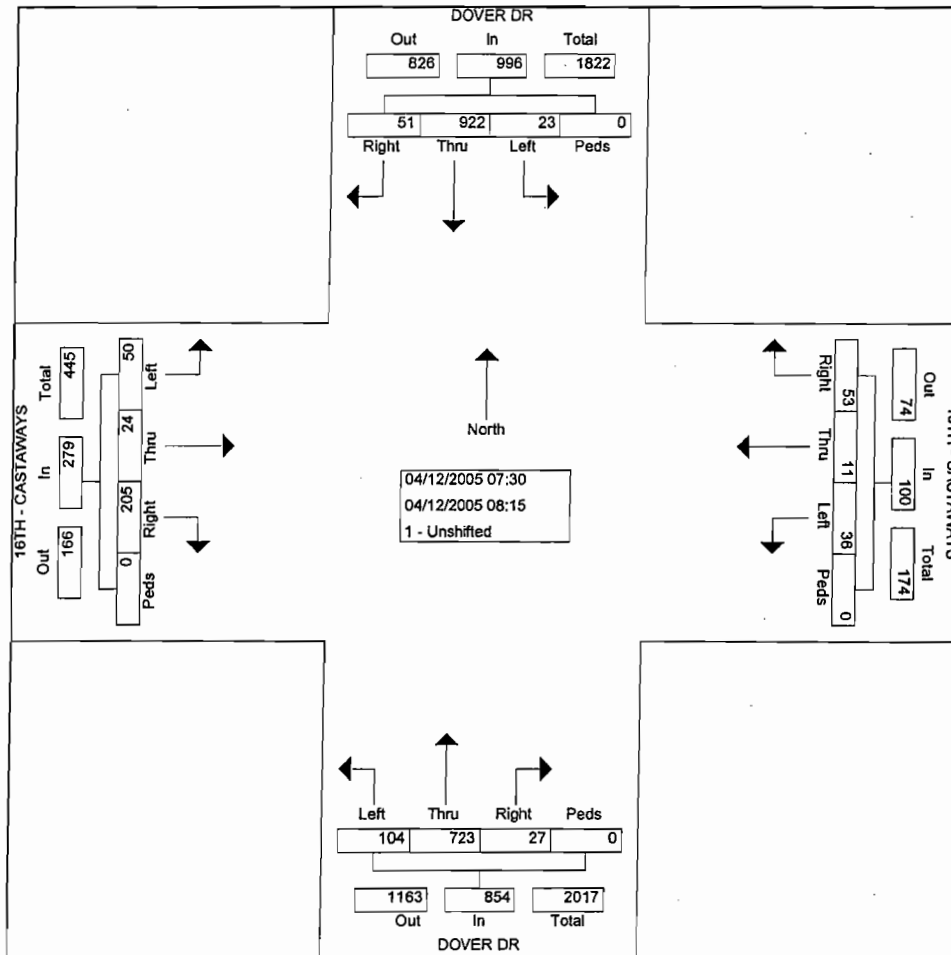 DOVER DR
Out In Total
826 996 1822
51 922 23 0
Right Thru Left Peds
16TH - CASTAWAYS
Out In Total
166 279 445
50 24 205 0
Left Thru Right Peds
North
04/12/2005 07:30
04/12/2005 08:15
1 - Unshifted
Right Thru Left Peds
53 11 36 0
Out In Total
74 100 174
Left Thru Right Peds
104 723 27 0
1163 854 2017
Out In Total
DOVER DR